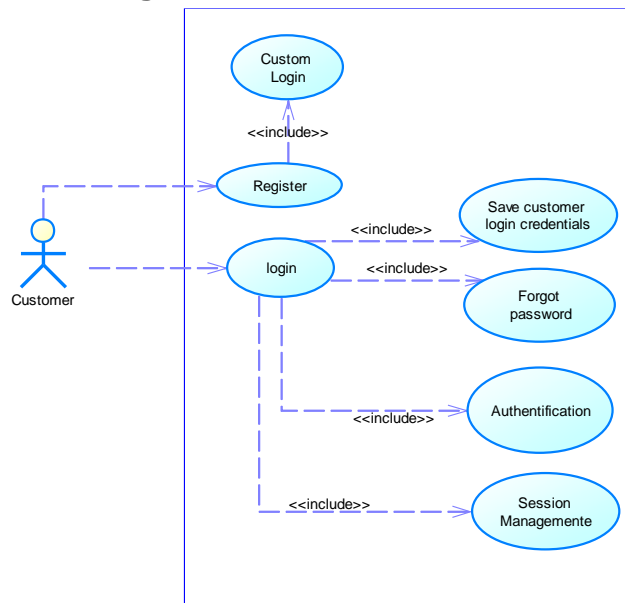 Custom
Login
<<include>>
Register
Save customer
login credentials
<<include>>
login
<<include>>
Customer
Forgot
password
Authentification
<<include>>
Session
Managemente
<<include>>